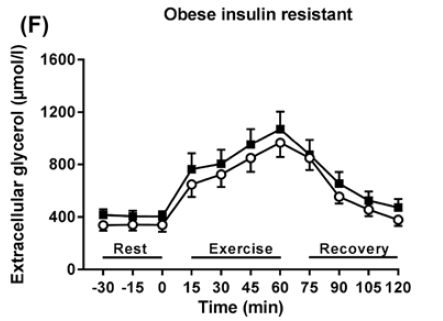 Obese insulin resistant
(F)
Extracellular glycerol (µmol/l)
1600
1200
800
400
0
Rest Exercise Recovery
-30 -15 0 15 30 45 60 75 90 105 120
Time (min)